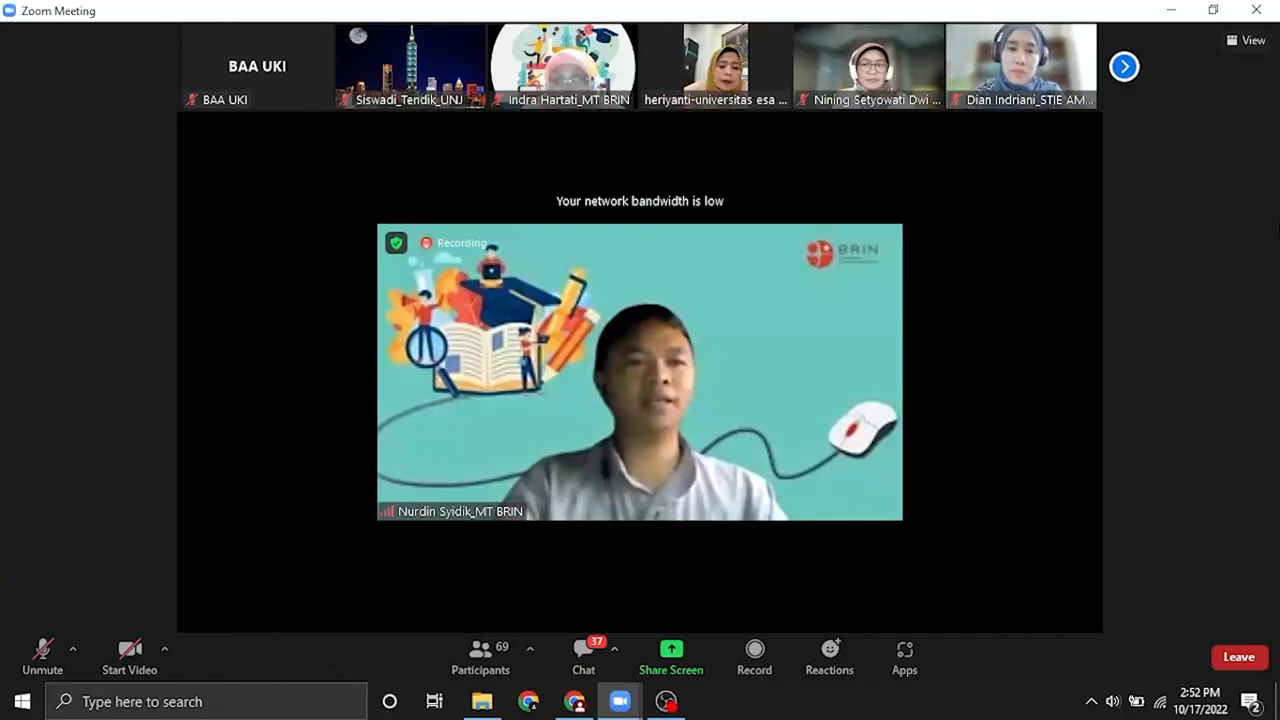 Zoom Meeting
View
BAA UKI
BAA UKI
Siswadi_Tendik_UNJ
Indra Hartati_MT BRIN
heriyanti-universitas esa ...
Nining Setyowati Dwi ...
Dian Indriani_STIE AM...
Your network bandwidth is low
Recording
BRIN
Nurdin Syidik_MT BRIN
Unmute
Start Video
69
Participants
37
Chat
Share Screen
Record
Reactions
Apps
Leave
Type here to search
2:52 PM
10/17/2022
2